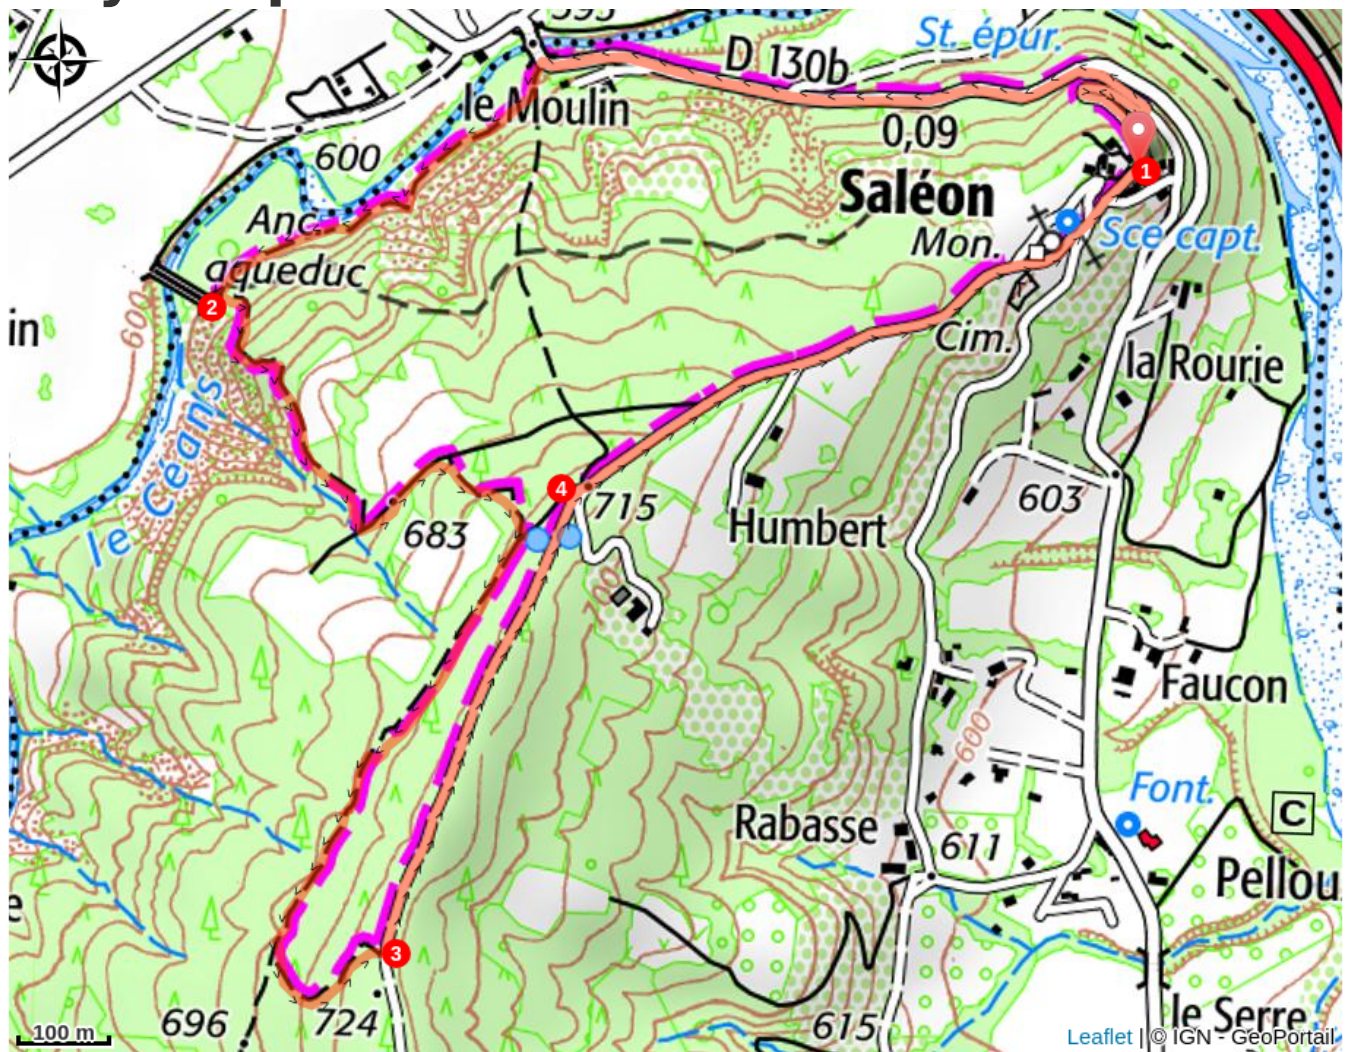 595
D 130b
St. épur.
le Moulin
0,09
600
1
Saléon
Anc.
Mon.
Sce capt.
aqueduc
2
600
in
Cim.
la Rourie
le Céans
4
715
603
683
Humbert
700
Faucon
600
Font.
Rabasse
C
611
Pellou
e
3
696
724
615
le Serre
100 m
Leaflet | © IGN - GeoPortail